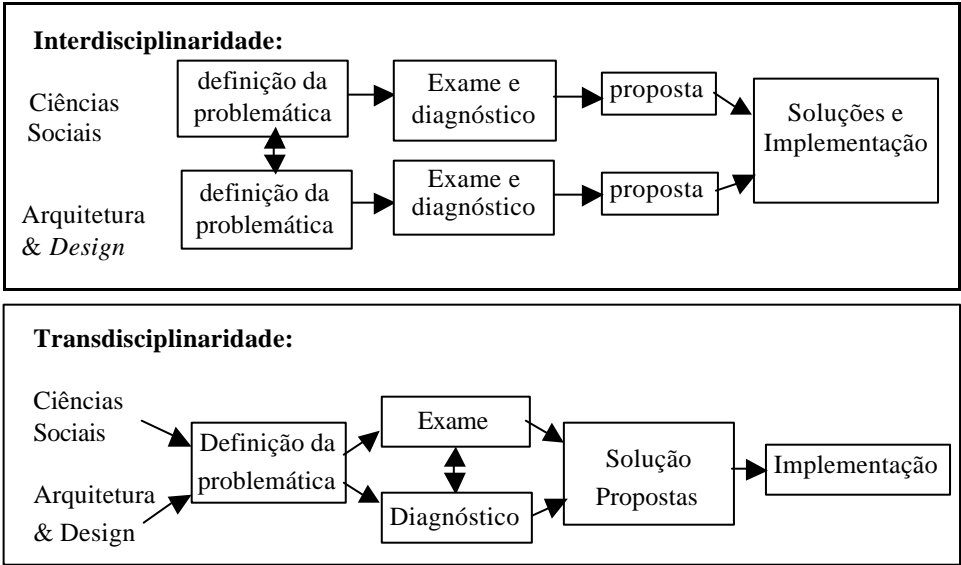 Interdisciplinaridade:
Ciências
Sociais
definição da
problemática
Exame e
diagnóstico
proposta
Soluções e
Implementação
Arquitetura
& Design
definição da
problemática
Exame e
diagnóstico
proposta
Transdisciplinaridade:
Ciências
Sociais
Arquitetura
& Design
Definição da
problemática
Exame
Diagnóstico
Solução
Propostas
Implementação